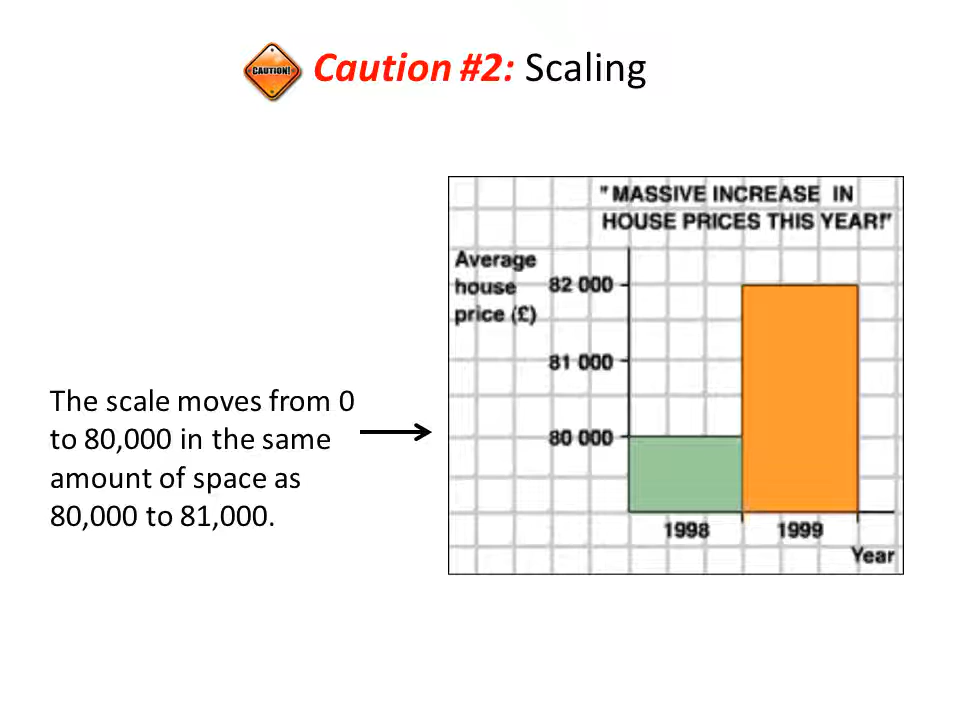 CAUTION!
Caution #2: Scaling
"MASSIVE INCREASE IN
HOUSE PRICES THIS YEAR!"
Average
house
price (£)
82 000
81 000
80 000
1998
1999
Year
The scale moves from 0
to 80,000 in the same
amount of space as
80,000 to 81,000.